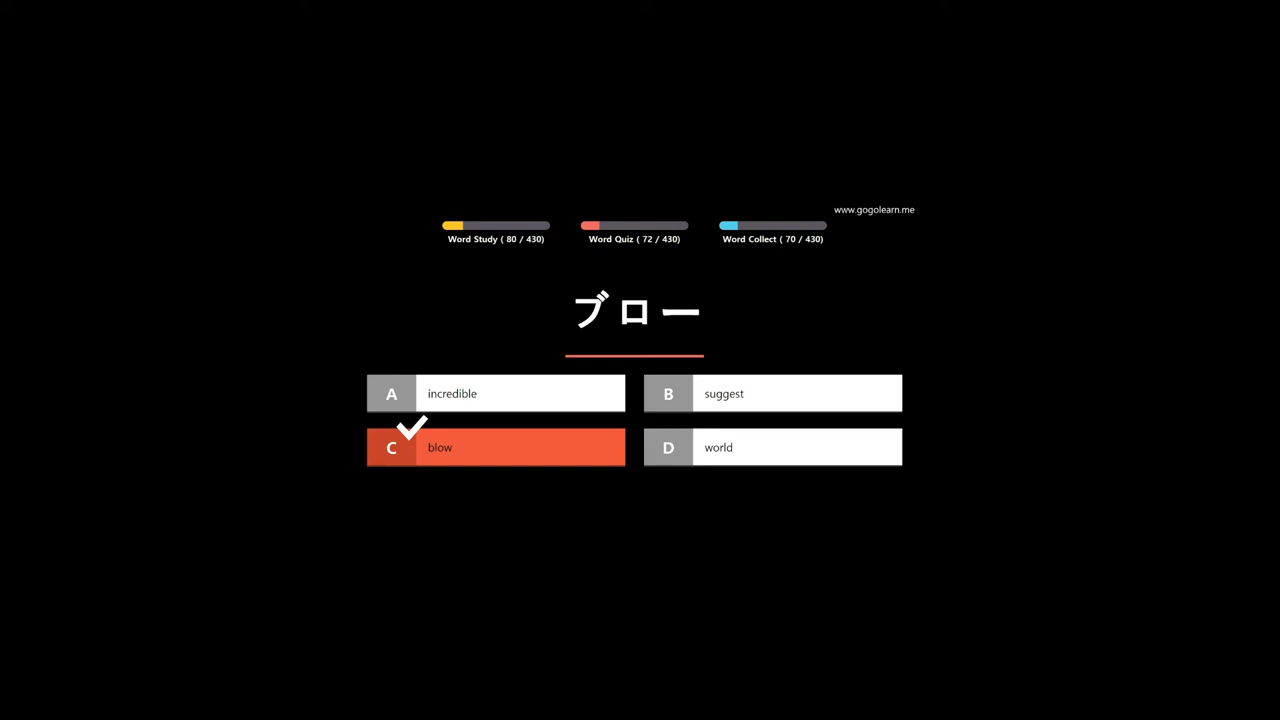 www.gogolearn.me
Word Study ( 80 / 430)
Word Quiz ( 72 / 430)
Word Collect ( 70 / 430)
ブロー
A incredible
B suggest
C blow
D world